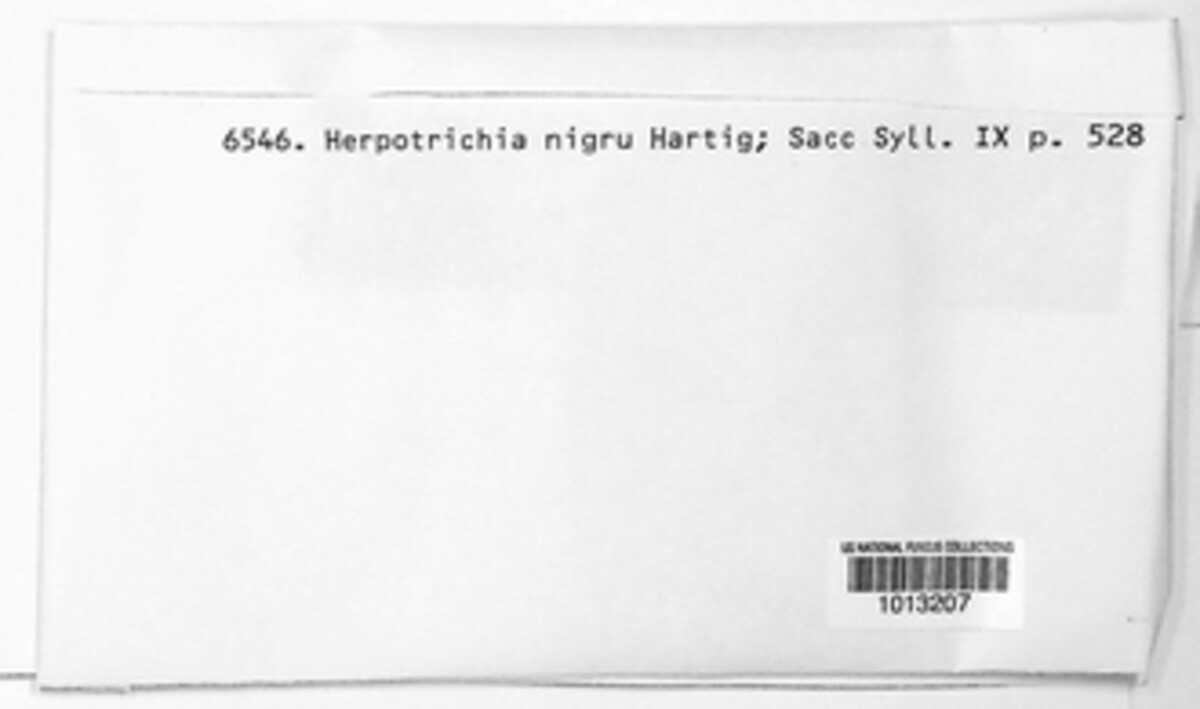 6546. Herpotrichia nigru Hartig; Sacc Syll. IX p. 528
US NATIONAL FUNGUS COLLECTIONS
1013207